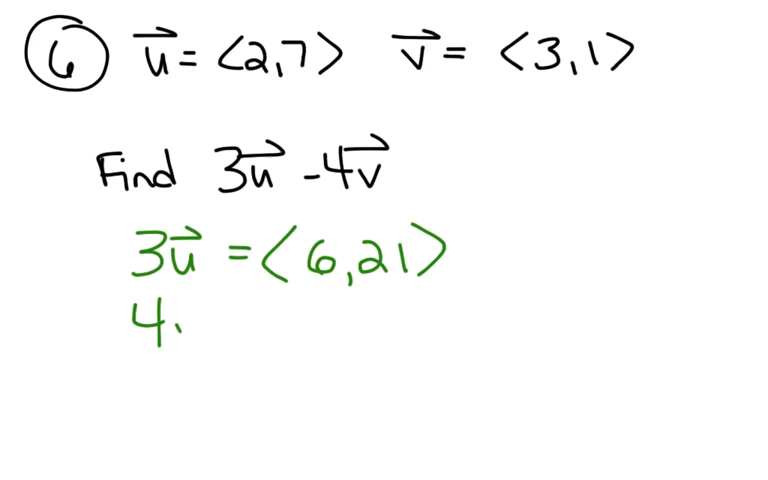 ⑥ u⃗ = <2,7> v⃗ = <3,1>
Find 3u⃗ - 4v⃗
3u⃗ = <6,21>
4